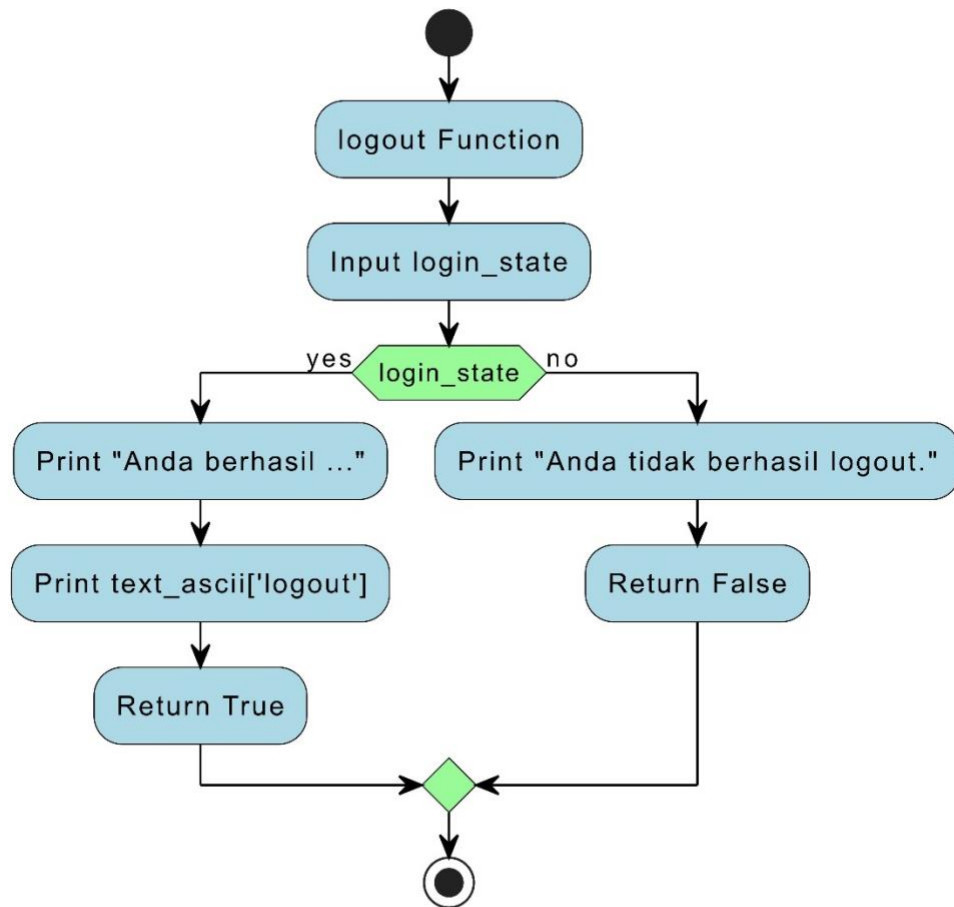 logout Function
Input login_state
yes
login_state
no
Print "Anda berhasil ..."
Print "Anda tidak berhasil logout."
Print text_ascii['logout']
Return False
Return True